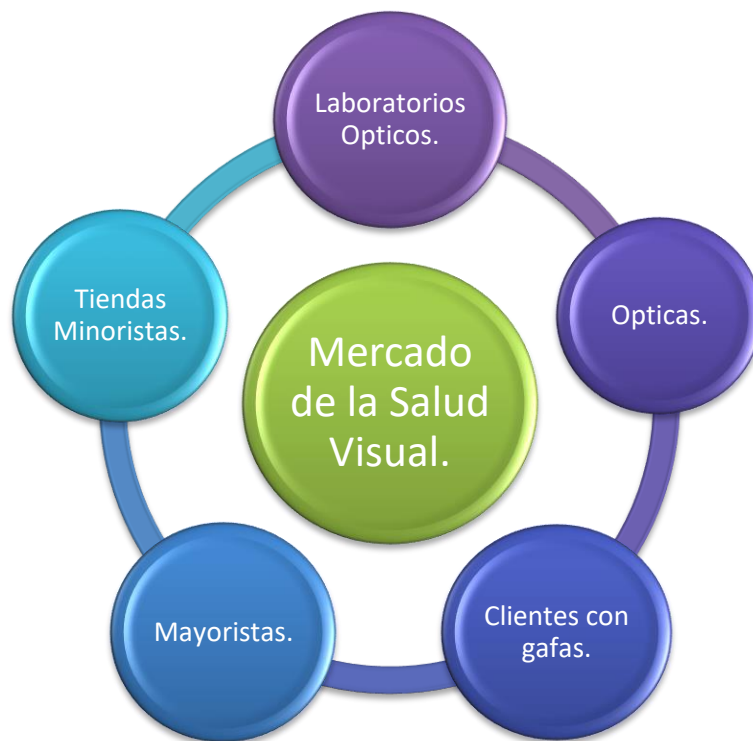 Laboratorios
Opticos.
Opticas.
Clientes con
gafas.
Mayoristas.
Tiendas
Minoristas.
Mercado
de la Salud
Visual.